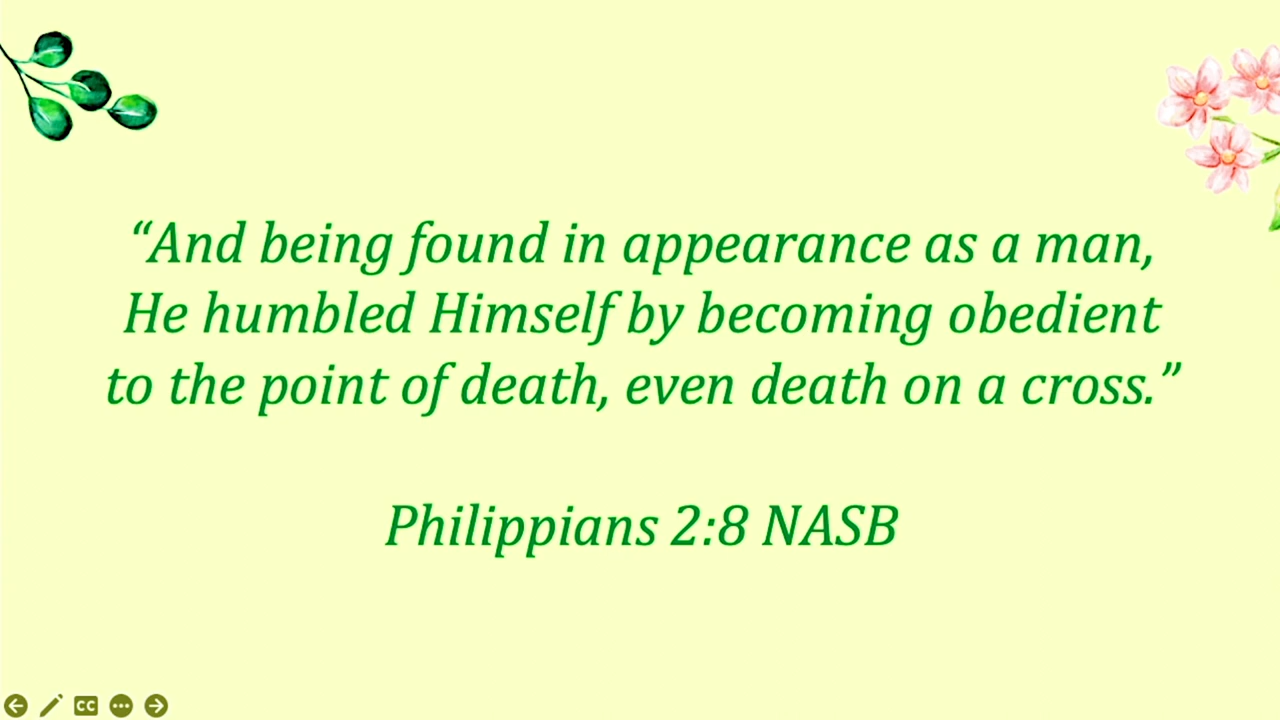 “And being found in appearance as a man,
He humbled Himself by becoming obedient
to the point of death, even death on a cross.”
Philippians 2:8 NASB
CC